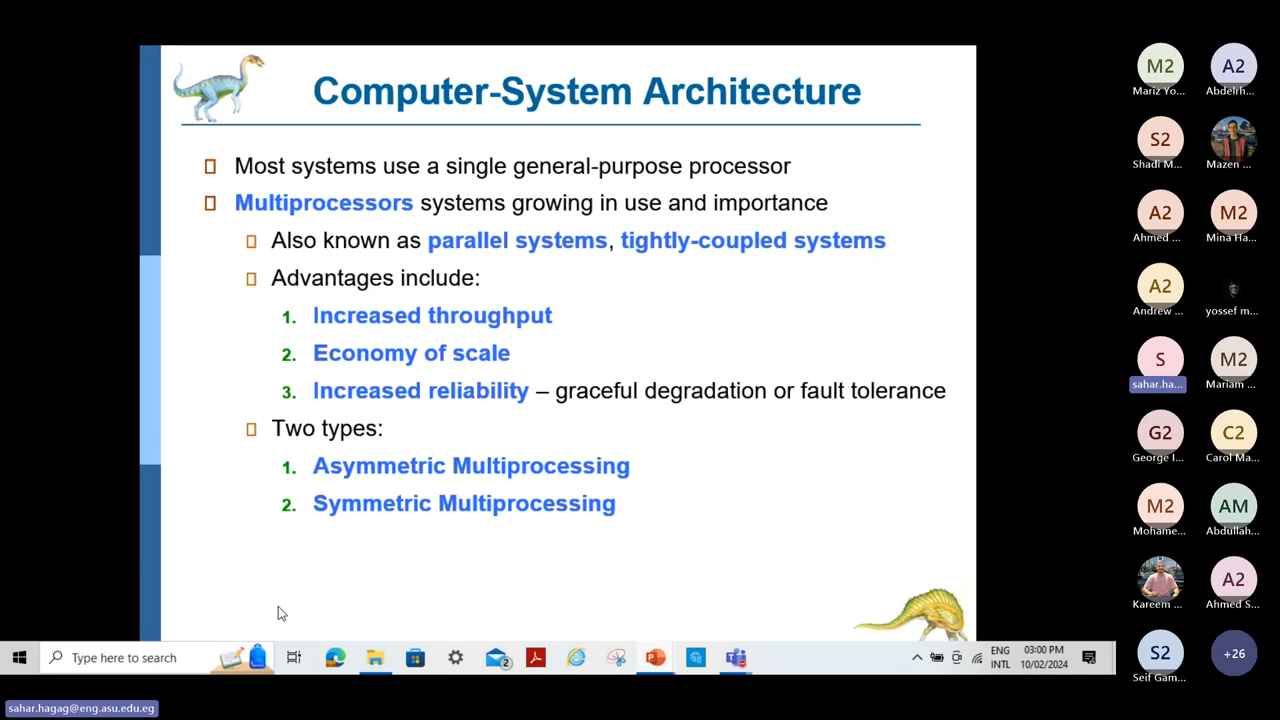 Computer-System Architecture
Most systems use a single general-purpose processor
Multiprocessors systems growing in use and importance
Also known as parallel systems, tightly-coupled systems
Advantages include:
1. Increased throughput
2. Economy of scale
3. Increased reliability – graceful degradation or fault tolerance
Two types:
1. Asymmetric Multiprocessing
2. Symmetric Multiprocessing
M2 A2
Mariz Yo... Abdelrh...
S2
Shadi M... Mazen ...
A2 M2
Ahmed ... Mina Ha...
A2
Andrew ... yossef m...
S M2
sahar.ha... Mariam ...
G2 C2
George I... Carol Ma...
M2 AM
Mohame... Abdullah...
A2
Kareem ... Ahmed S...
S2 +26
Seif Gam...
Type here to search
2
ENG
INTL
03:00 PM
10/02/2024
sahar.hagag@eng.asu.edu.eg